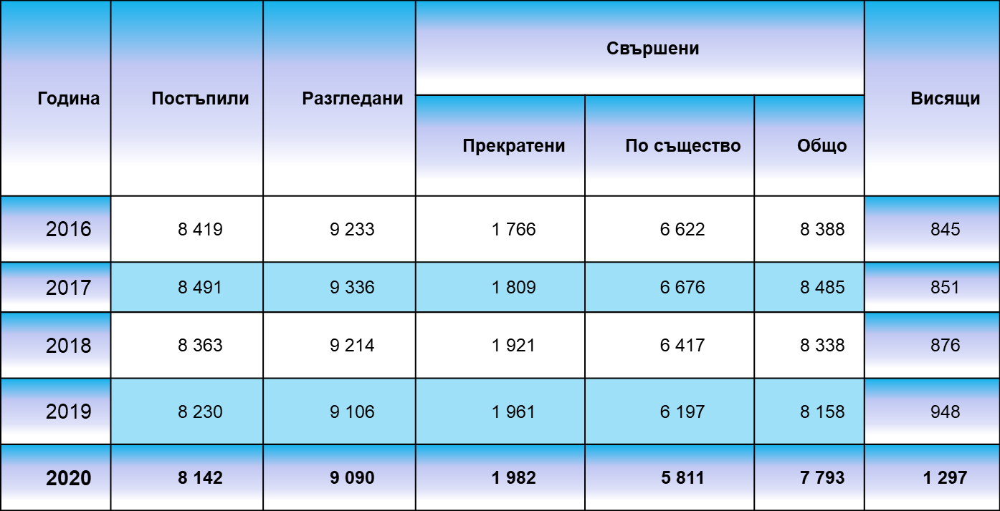 Година Постъпили Разгледани Свършени Висящи
Прекратени По същество Общо
2016 8 419 9 233 1 766 6 622 8 388 845
2017 8 491 9 336 1 809 6 676 8 485 851
2018 8 363 9 214 1 921 6 417 8 338 876
2019 8 230 9 106 1 961 6 197 8 158 948
2020 8 142 9 090 1 982 5 811 7 793 1 297